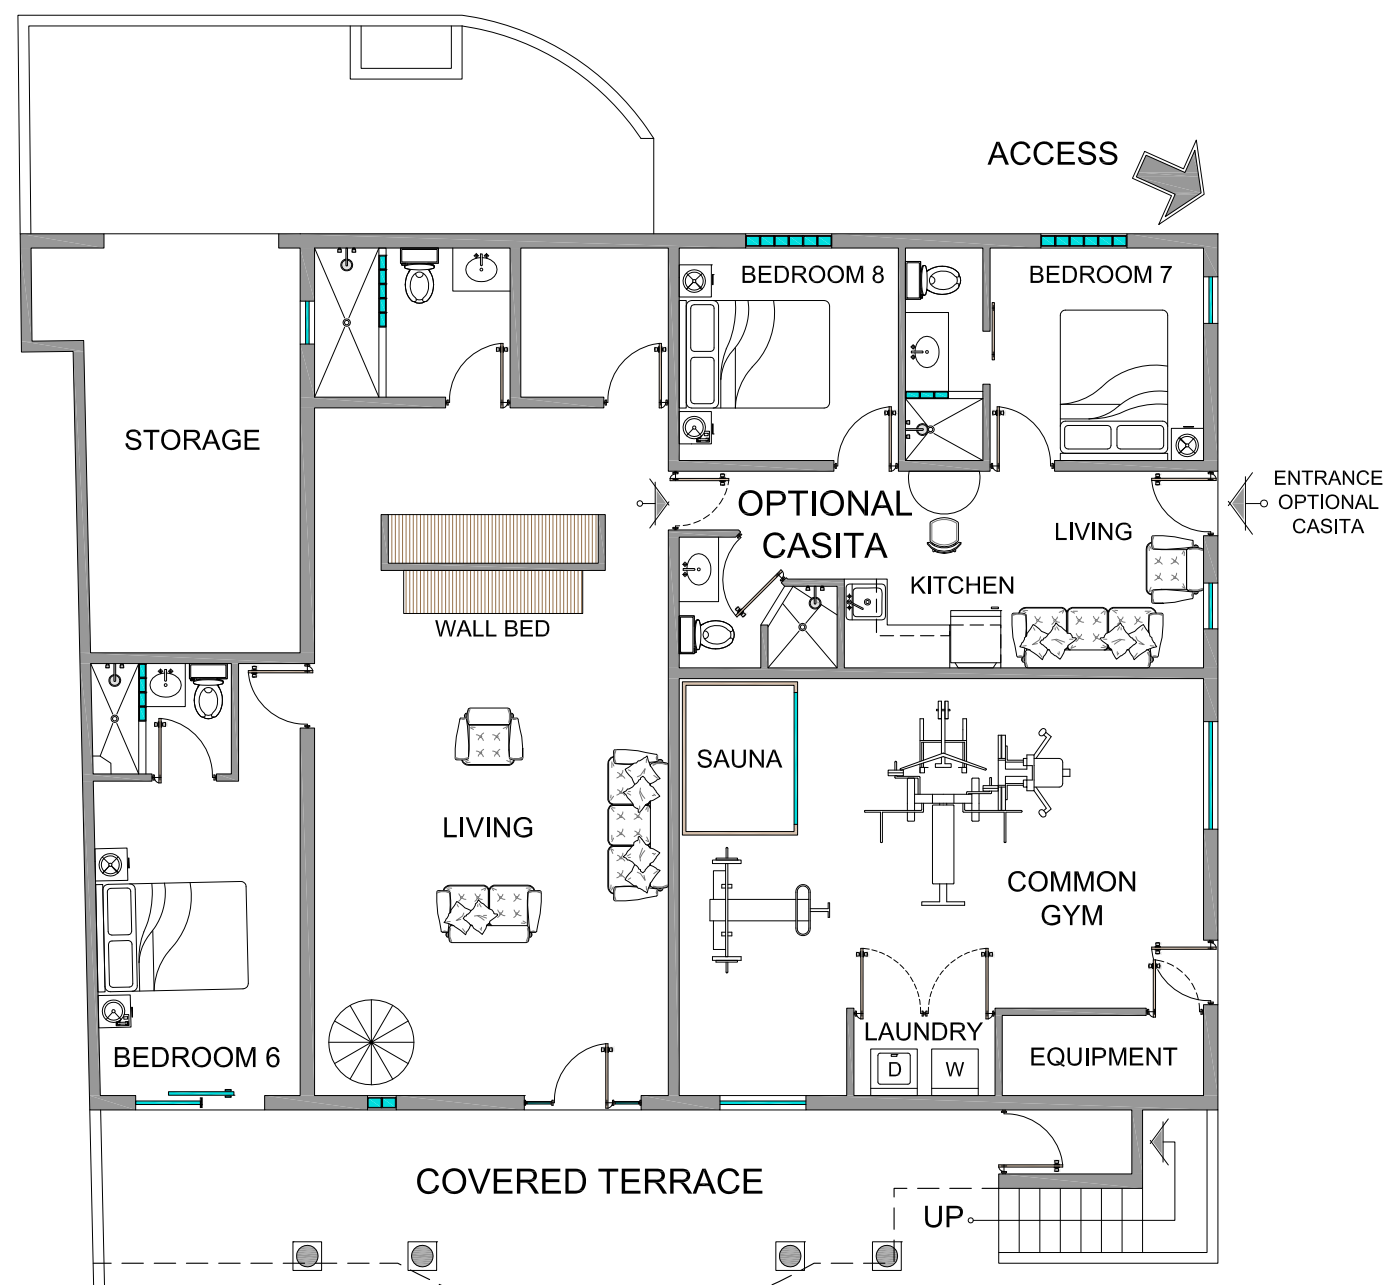 ACCESS
BEDROOM 8
BEDROOM 7
STORAGE
ENTRANCE
OPTIONAL
CASITA
OPTIONAL
CASITA
LIVING
KITCHEN
WALL BED
SAUNA
LIVING
COMMON
GYM
LAUNDRY
D
W
EQUIPMENT
BEDROOM 6
COVERED TERRACE
UP